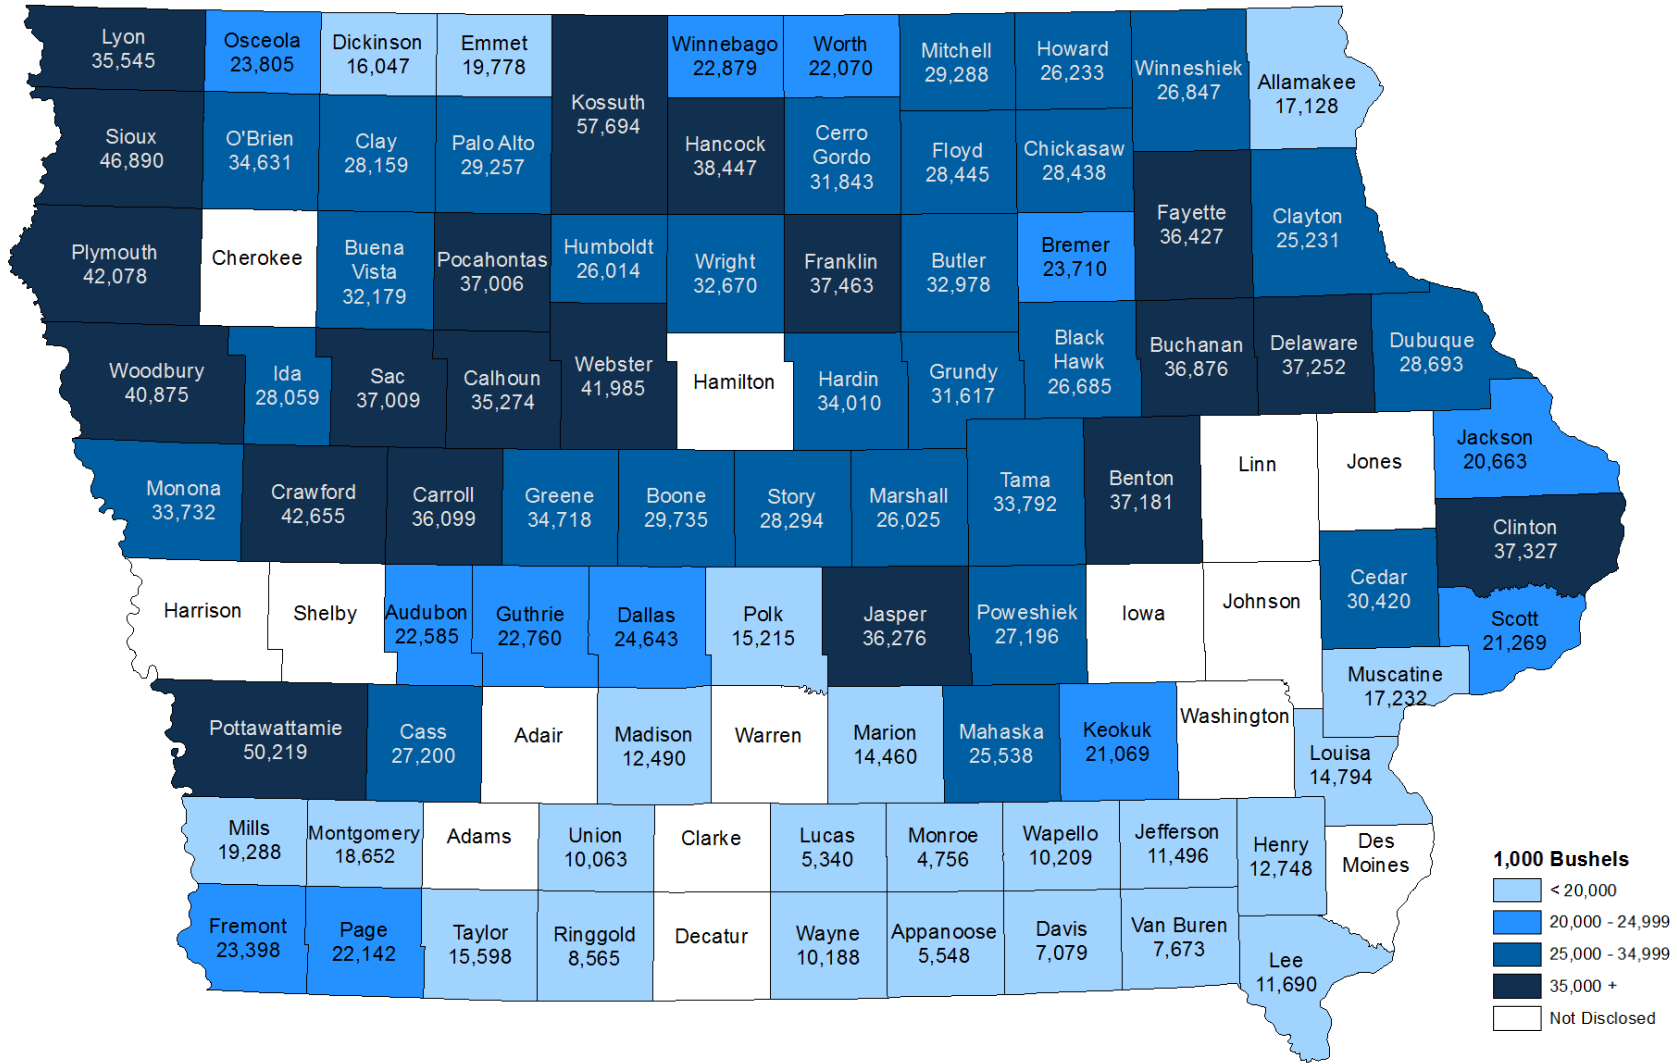 Lyon
35,545
Osceola
23,805
Dickinson
16,047
Emmet
19,778
Kossuth
57,694
Winnebago
22,879
Worth
22,070
Mitchell
29,288
Howard
26,233
Winneshiek
26,847
Allamakee
17,128
Sioux
46,890
O'Brien
34,631
Clay
28,159
Palo Alto
29,257
Hancock
38,447
Cerro
Gordo
31,843
Floyd
28,445
Chickasaw
28,438
Fayette
36,427
Clayton
25,231
Plymouth
42,078
Cherokee
Buena
Vista
32,179
Pocahontas
37,006
Humboldt
26,014
Wright
32,670
Franklin
37,463
Butler
32,978
Bremer
23,710
Woodbury
40,875
Ida
28,059
Sac
37,009
Calhoun
35,274
Webster
41,985
Hamilton
Hardin
34,010
Grundy
31,617
Black
Hawk
26,685
Buchanan
36,876
Delaware
37,252
Dubuque
28,693
Monona
33,732
Crawford
42,655
Carroll
36,099
Greene
34,718
Boone
29,735
Story
28,294
Marshall
26,025
Tama
33,792
Benton
37,181
Linn
Jones
Jackson
20,663
Clinton
37,327
Harrison
Shelby
Audubon
22,585
Guthrie
22,760
Dallas
24,643
Polk
15,215
Jasper
36,276
Poweshiek
27,196
Iowa
Johnson
Cedar
30,420
Scott
21,269
Muscatine
17,232
Pottawattamie
50,219
Cass
27,200
Adair
Madison
12,490
Warren
Marion
14,460
Mahaska
25,538
Keokuk
21,069
Washington
Louisa
14,794
Mills
19,288
Montgomery
18,652
Adams
Union
10,063
Clarke
Lucas
5,340
Monroe
4,756
Wapello
10,209
Jefferson
11,496
Henry
12,748
Des
Moines
Fremont
23,398
Page
22,142
Taylor
15,598
Ringgold
8,565
Decatur
Wayne
10,188
Appanoose
5,548
Davis
7,079
Van Buren
7,673
Lee
11,690
1,000 Bushels
< 20,000
20,000 - 24,999
25,000 - 34,999
35,000 +
Not Disclosed